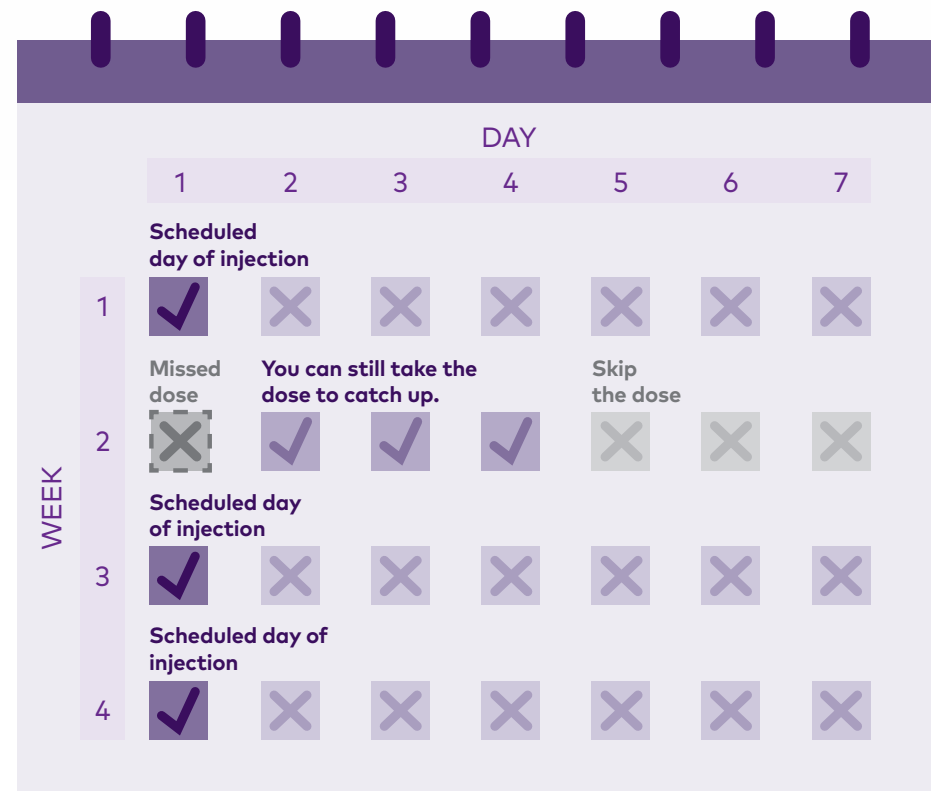 DAY
1 2 3 4 5 6 7
Scheduled
day of injection
1
Missed
dose
You can still take the
dose to catch up.
Skip
the dose
2
WEEK
Scheduled day
of injection
3
Scheduled day of
injection
4